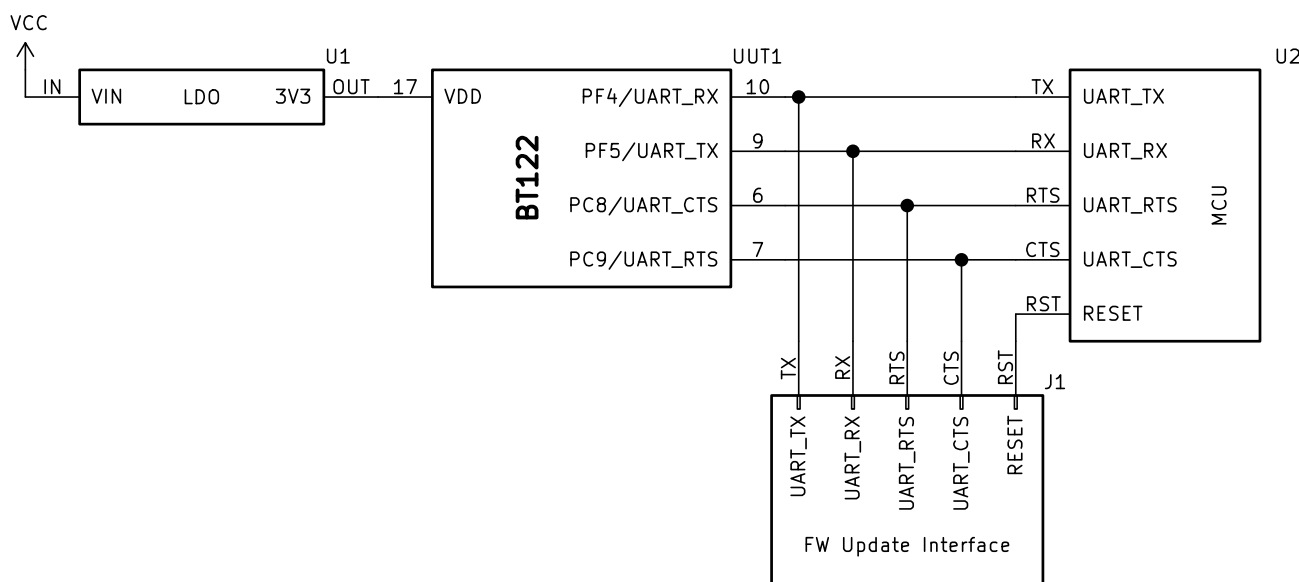 VCC
U1
UUT1
U2
IN
VIN
LDO
3V3
OUT
17
VDD
PF4/UART_RX
10
TX
UART_TX
PF5/UART_TX
9
RX
UART_RX
BT122
PC8/UART_CTS
6
RTS
UART_RTS
MCU
PC9/UART_RTS
7
CTS
UART_CTS
RST
RESET
TX
RX
RTS
CTS
RST
J1
UART_TX
UART_RX
UART_RTS
UART_CTS
RESET
FW Update Interface